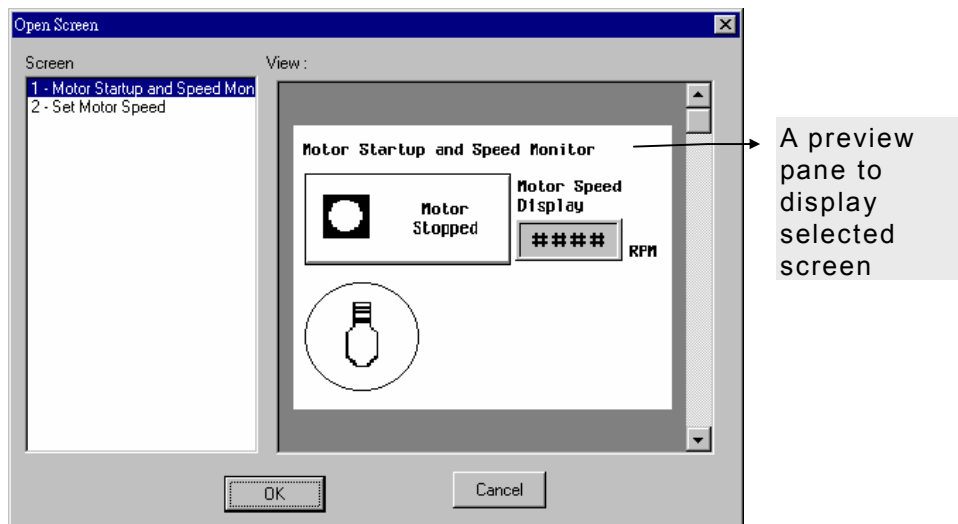 Open Screen
Screen
View :
1 - Motor Startup and Speed Mon
2 - Set Motor Speed
Motor Startup and Speed Monitor
Motor
Stopped
Motor Speed
Display
####
RPM
OK
Cancel
A preview
pane to
display
selected
screen